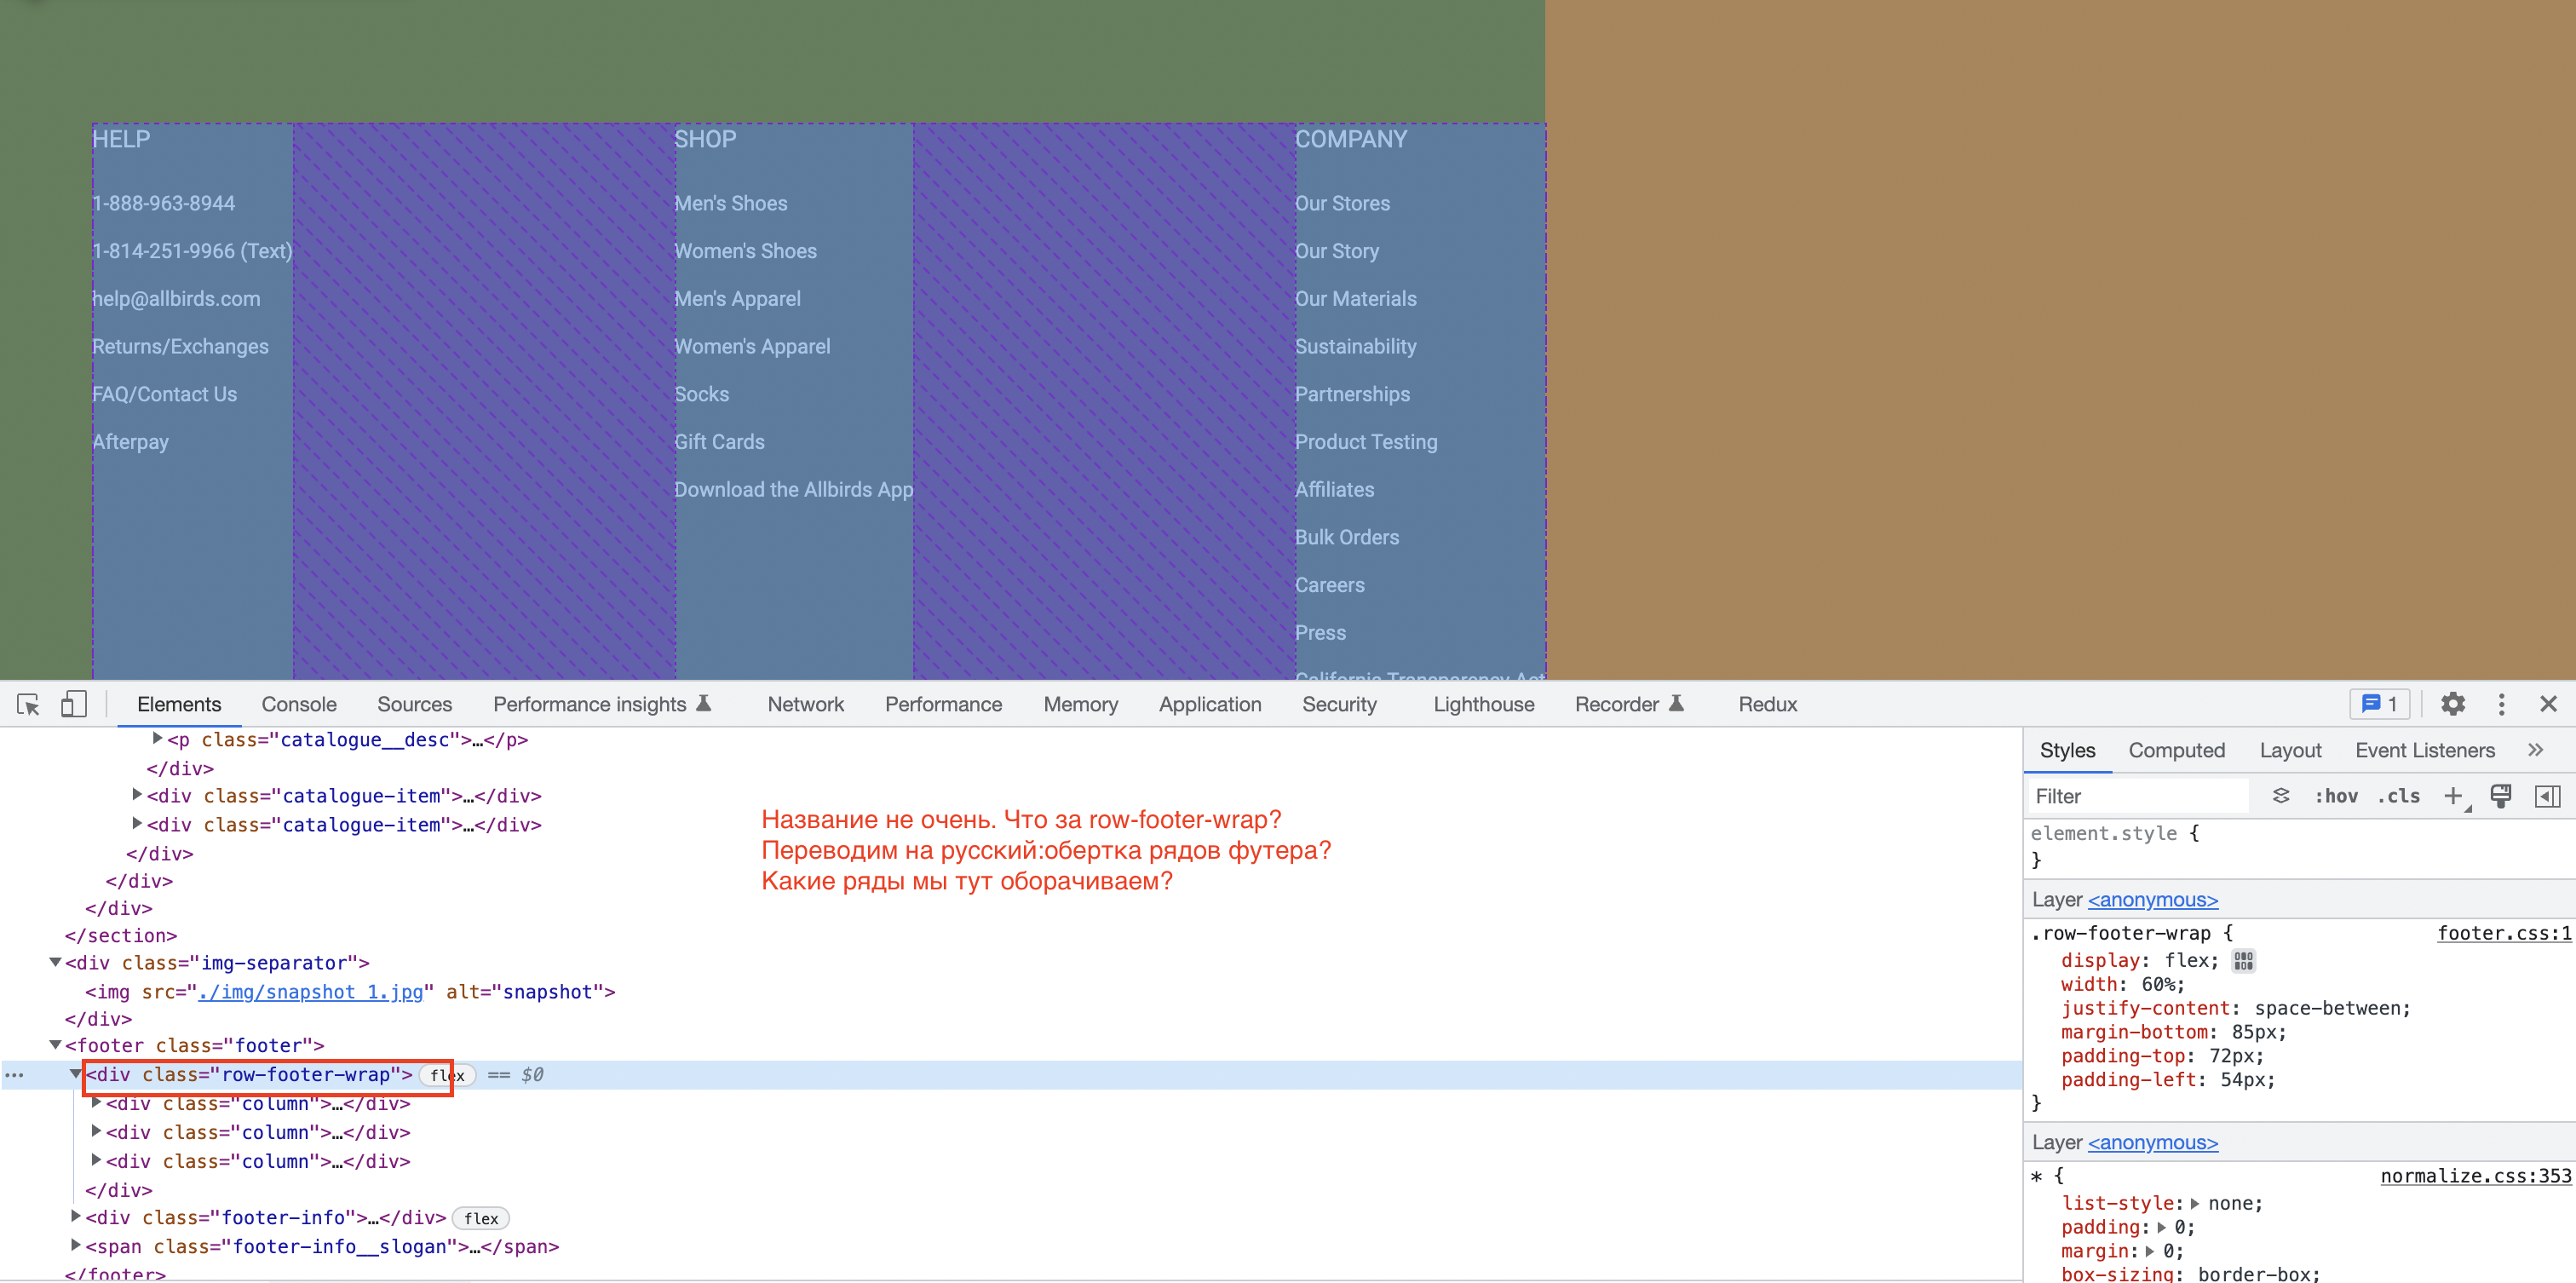 HELP
SHOP
COMPANY
1-888-963-8944
Men's Shoes
Our Stores
1-814-251-9966 (Text)
Women's Shoes
Our Story
help@allbirds.com
Men's Apparel
Our Materials
Returns/Exchanges
Women's Apparel
Sustainability
FAQ/Contact Us
Socks
Partnerships
Afterpay
Gift Cards
Product Testing
Download the Allbirds App
Affiliates
Bulk Orders
Careers
Press
California Transparency Act
Elements Console Sources Performance insights Network Performance Memory Application Security Lighthouse Recorder Redux 1
<p class="catalogue__desc">…</p>
</div>
<div class="catalogue-item">…</div>
<div class="catalogue-item">…</div>
</div>
</div>
</div>
</section>
<div class="img-separator">
<img src="./img/snapshot_1.jpg" alt="snapshot">
</div>
<footer class="footer">
<div class="row-footer-wrap"> flex == $0
<div class="column">…</div>
<div class="column">…</div>
<div class="column">…</div>
</div>
<div class="footer-info">…</div> flex
<span class="footer-info__slogan">…</span>
</footer>
Название не очень. Что за row-footer-wrap?
Переводим на русский:обертка рядов футера?
Какие ряды мы тут оборачиваем?
Styles Computed Layout Event Listeners »
Filter :hov .cls
element.style {
}
Layer <anonymous>
.row-footer-wrap { footer.css:1
display: flex;
width: 60%;
justify-content: space-between;
margin-bottom: 85px;
padding-top: 72px;
padding-left: 54px;
}
Layer <anonymous>
* { normalize.css:353
list-style: none;
padding: 0;
margin: 0;
box-sizing: border-box;